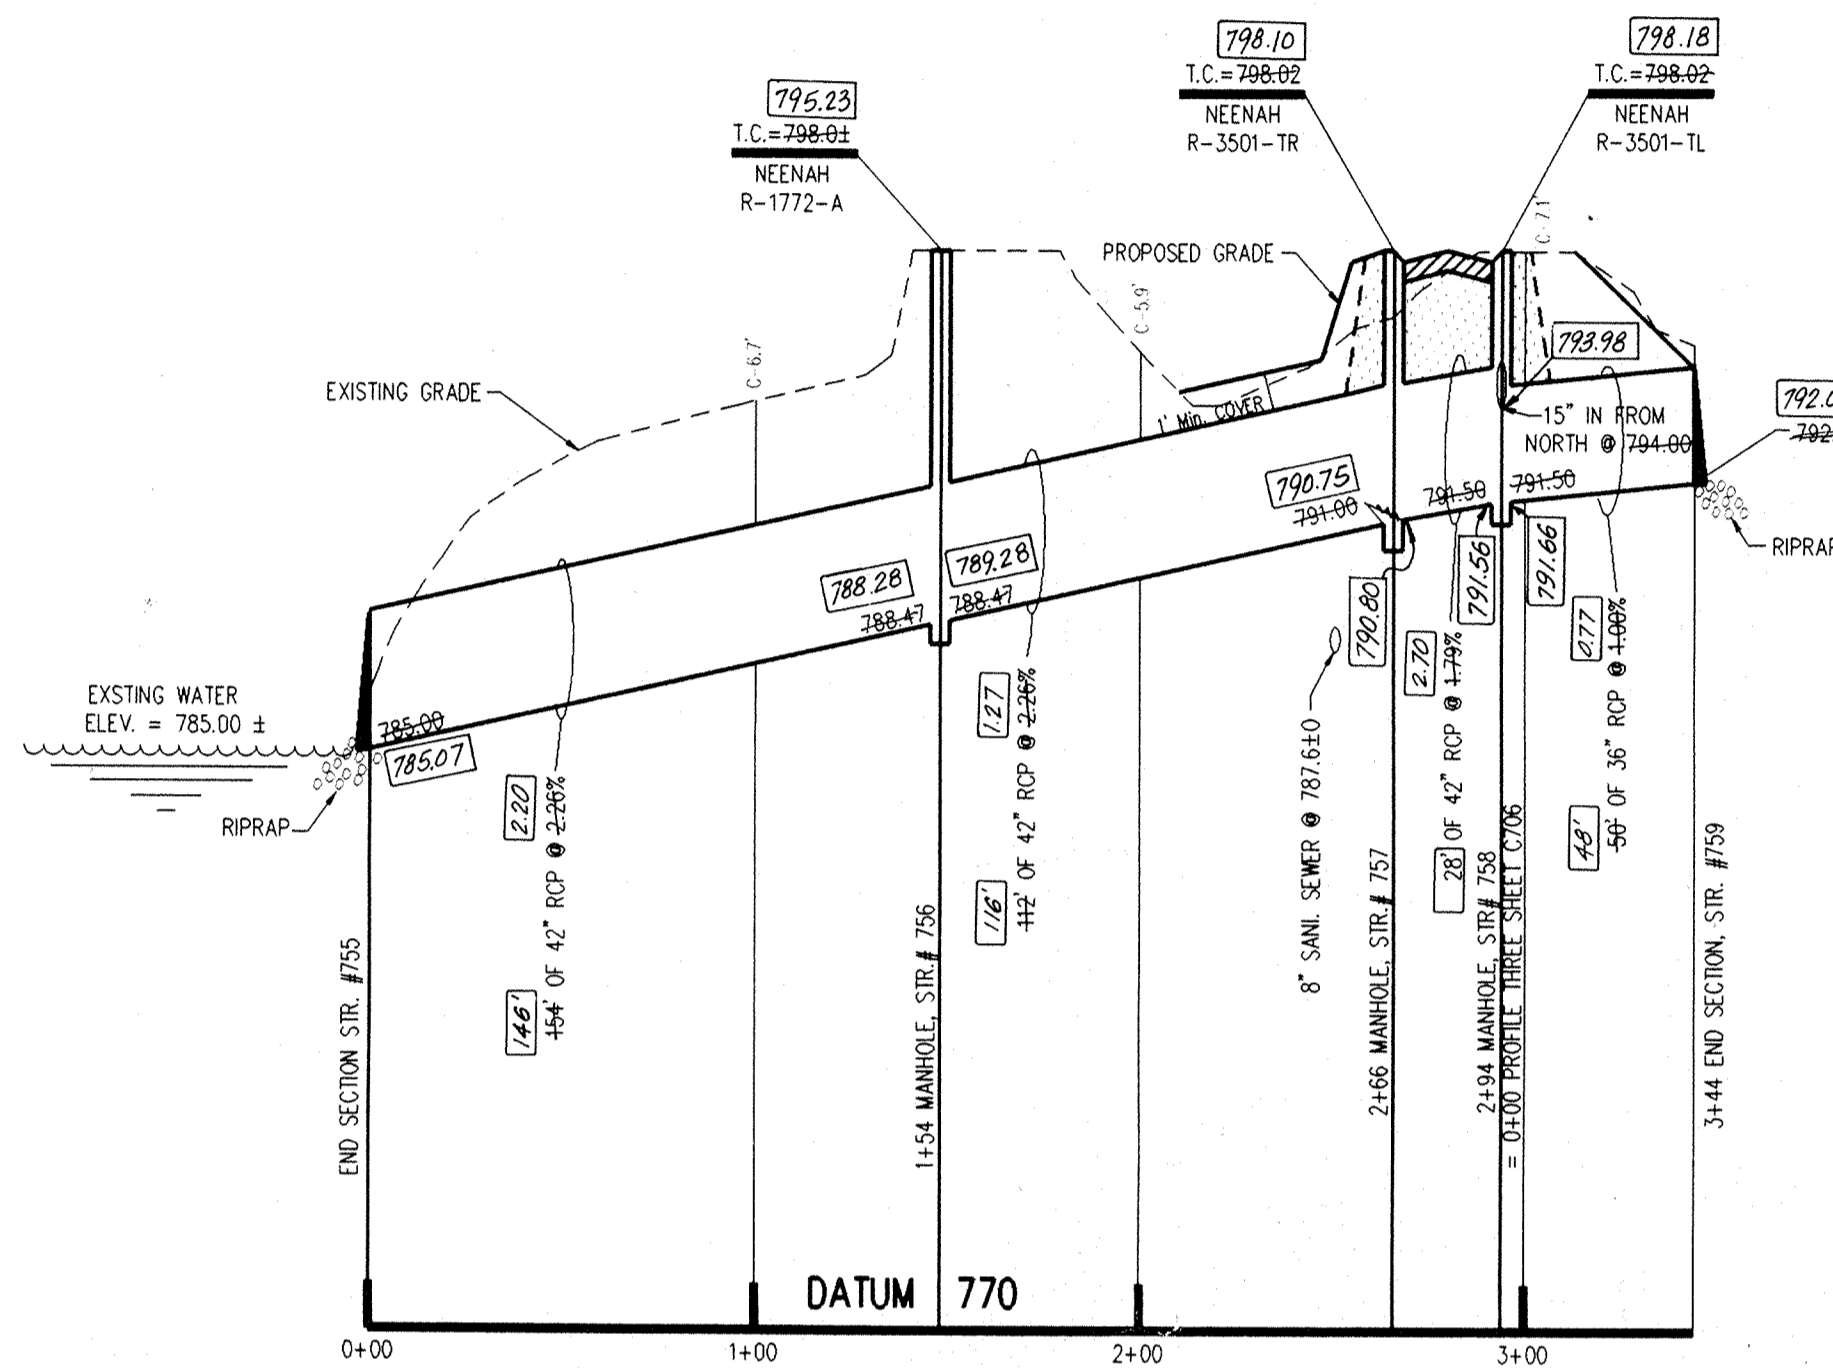 798.10
T.C.=798.02
NEENAH
R-3501-TR
798.18
T.C.=798.02
NEENAH
R-3501-TL
795.23
T.C.=798.0±
NEENAH
R-1772-A
PROPOSED GRADE
C-7.1'
C-5.9'
C-6.7'
EXISTING GRADE
1' Min. COVER
793.98
15" IN FROM
NORTH @ 794.00
792.0
792
790.75
791.00
791.50
791.50
RIPRAP
788.28
788.47
789.28
788.47
790.80
791.56
791.66
EXSTING WATER
ELEV. = 785.00 ±
785.00
785.07
RIPRAP
2.20
146'
154' OF 42" RCP @ 2.26%
1.27
116'
112' OF 42" RCP @ 2.26%
8" SANI. SEWER @ 787.6±0
2.70
28' OF 42" RCP @ 1.79%
0.77
48'
50' OF 36" RCP @ 1.00%
END SECTION STR. #755
1+54 MANHOLE, STR.# 756
2+66 MANHOLE, STR.# 757
2+94 MANHOLE, STR# 758
= 0+00 PROFILE THREE SHEET C706
3+44 END SECTION, STR. #759
DATUM 770
0+00 1+00 2+00 3+00